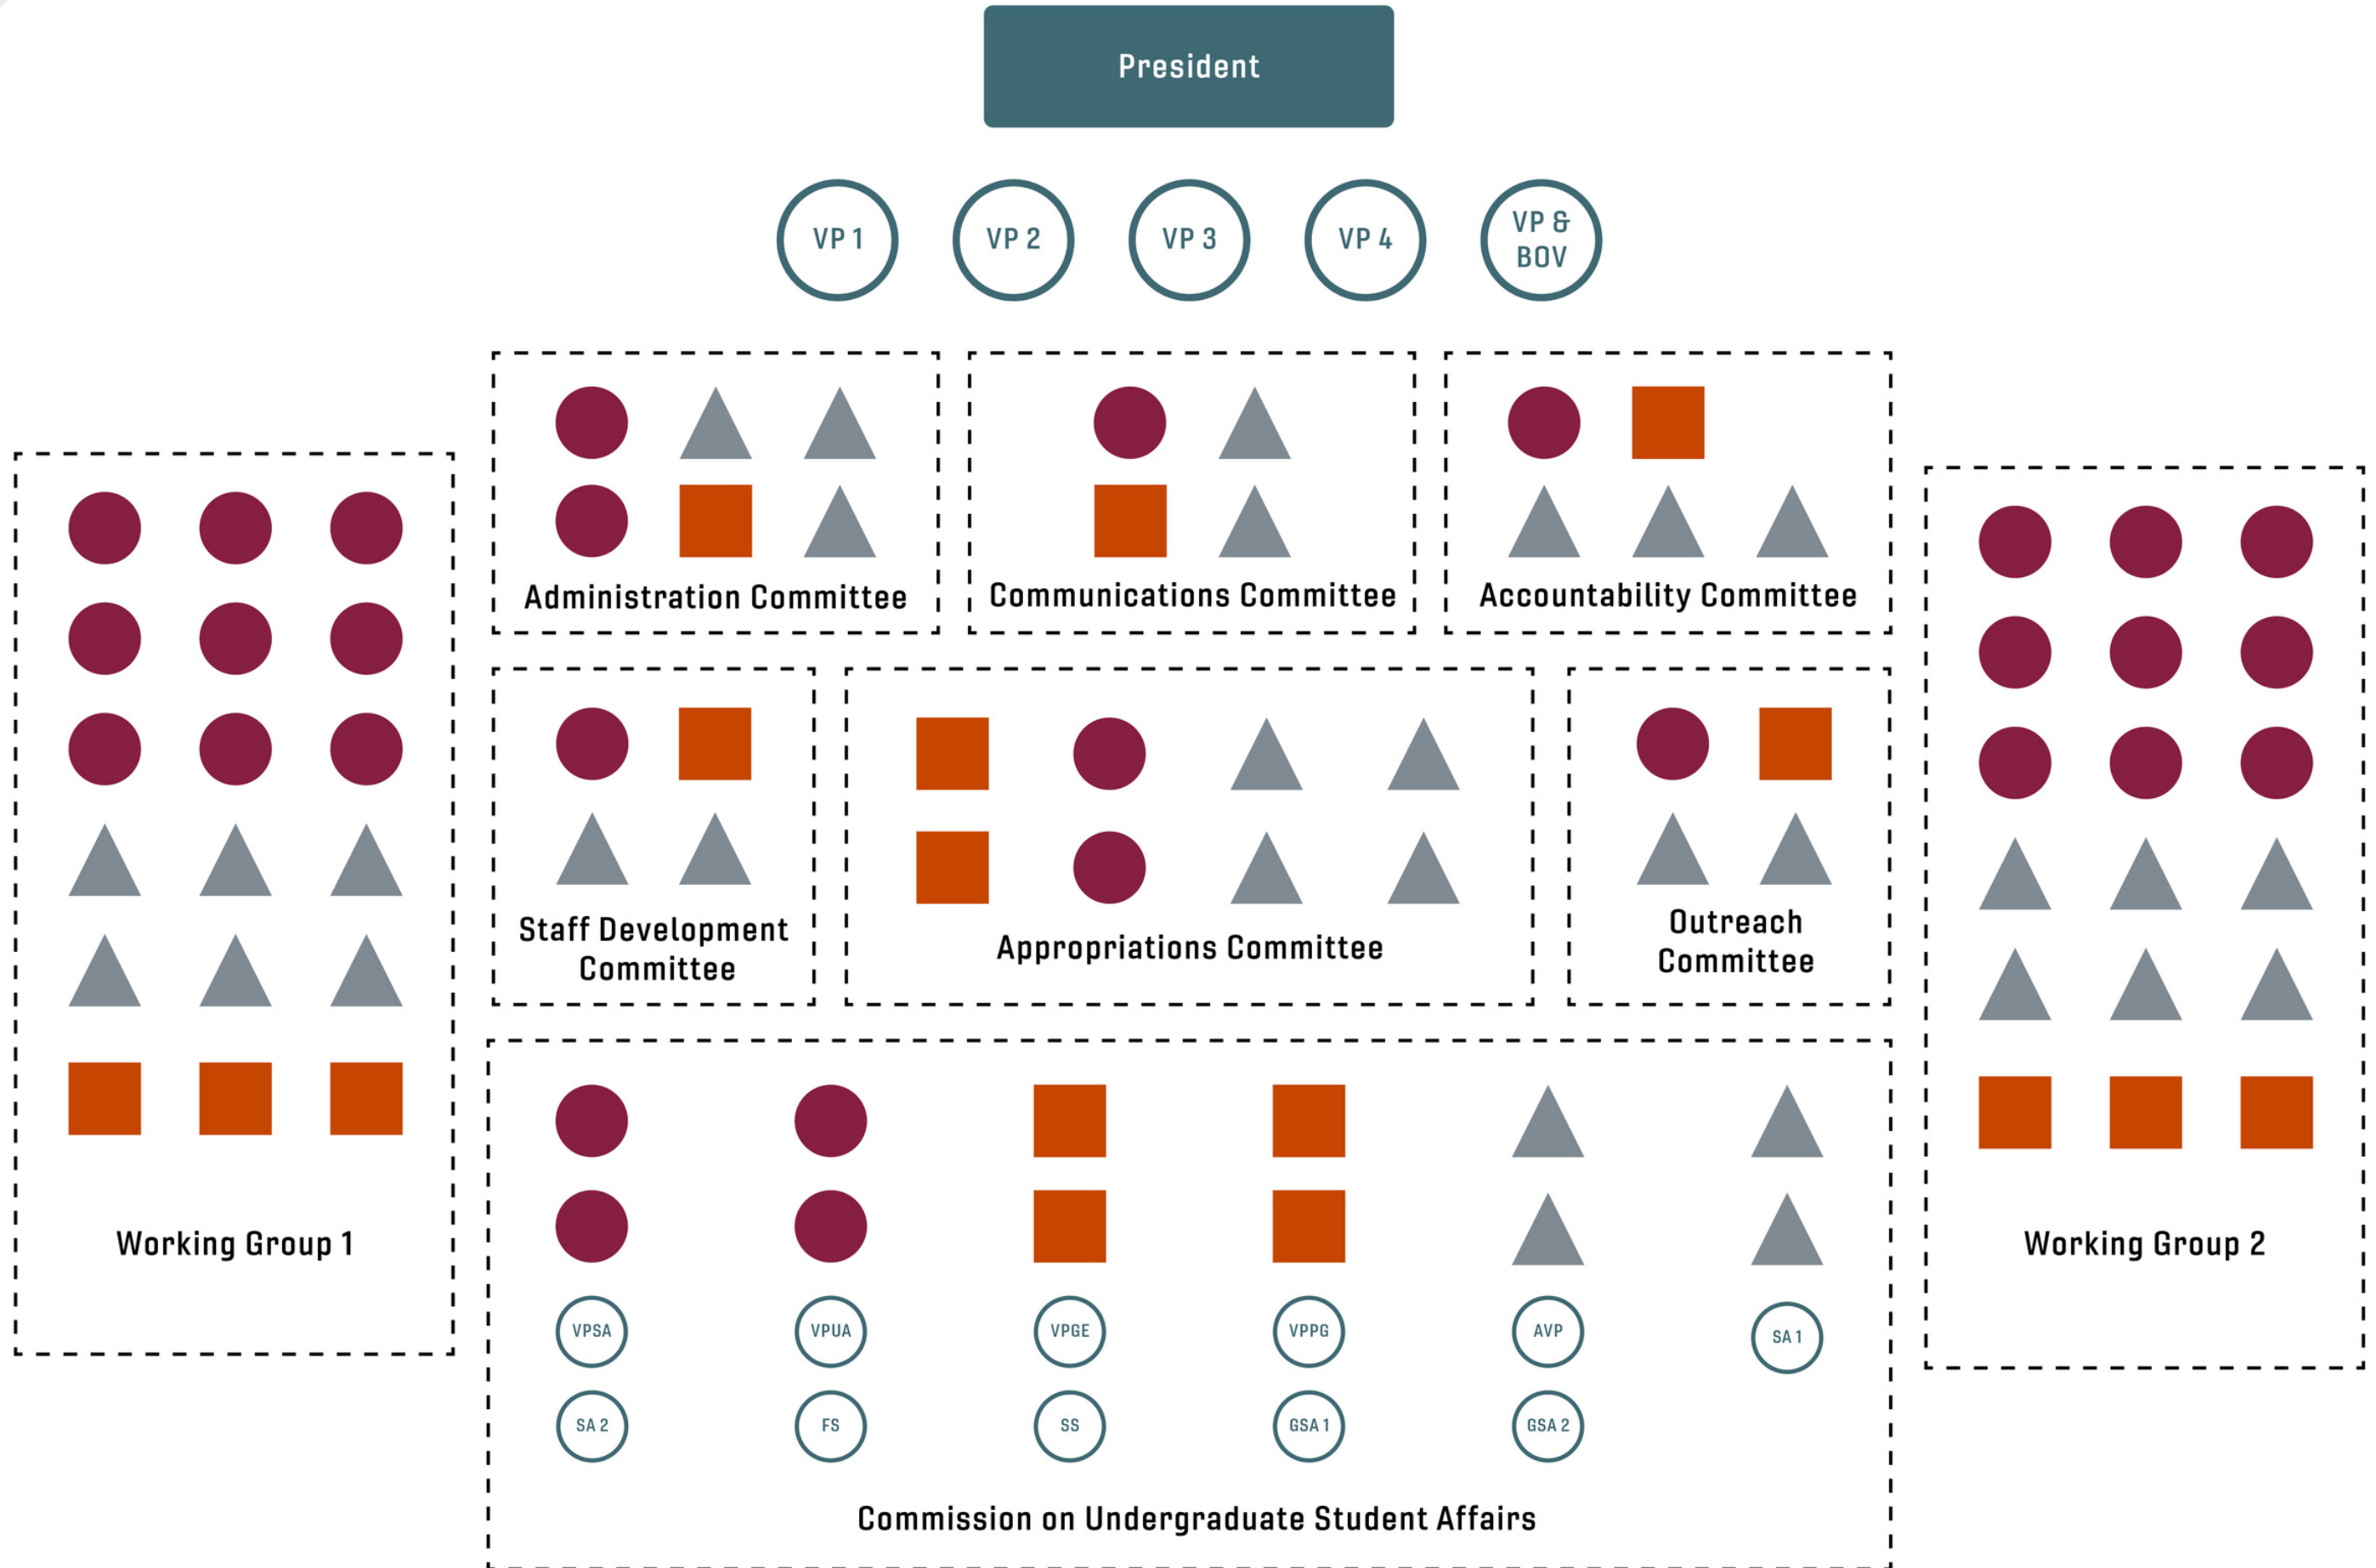 President
VP 1
VP 2
VP 3
VP 4
VP &
BOV
Administration Committee
Communications Committee
Accountability Committee
Staff Development
Committee
Appropriations Committee
Outreach
Committee
Working Group 1
Working Group 2
VPSA
VPUA
VPGE
VPPG
AVP
SA 1
SA 2
FS
SS
GSA 1
GSA 2
Commission on Undergraduate Student Affairs